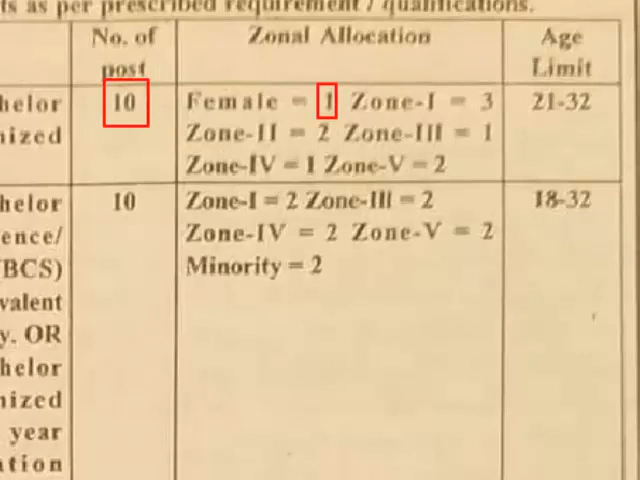 ts as per prescribed requirement / qualifications.
No. of post Zonal Allocation Age Limit
helor 10 Female = 1 Zone-I = 3 21-32
nized Zone-II = 2 Zone-III = 1
Zone-IV = 1 Zone-V = 2
helor 10 Zone-I = 2 Zone-III = 2 18-32
ence/ Zone-IV = 2 Zone-V = 2
(BCS) Minority = 2
valent
y. OR
helor
nized
year
ation